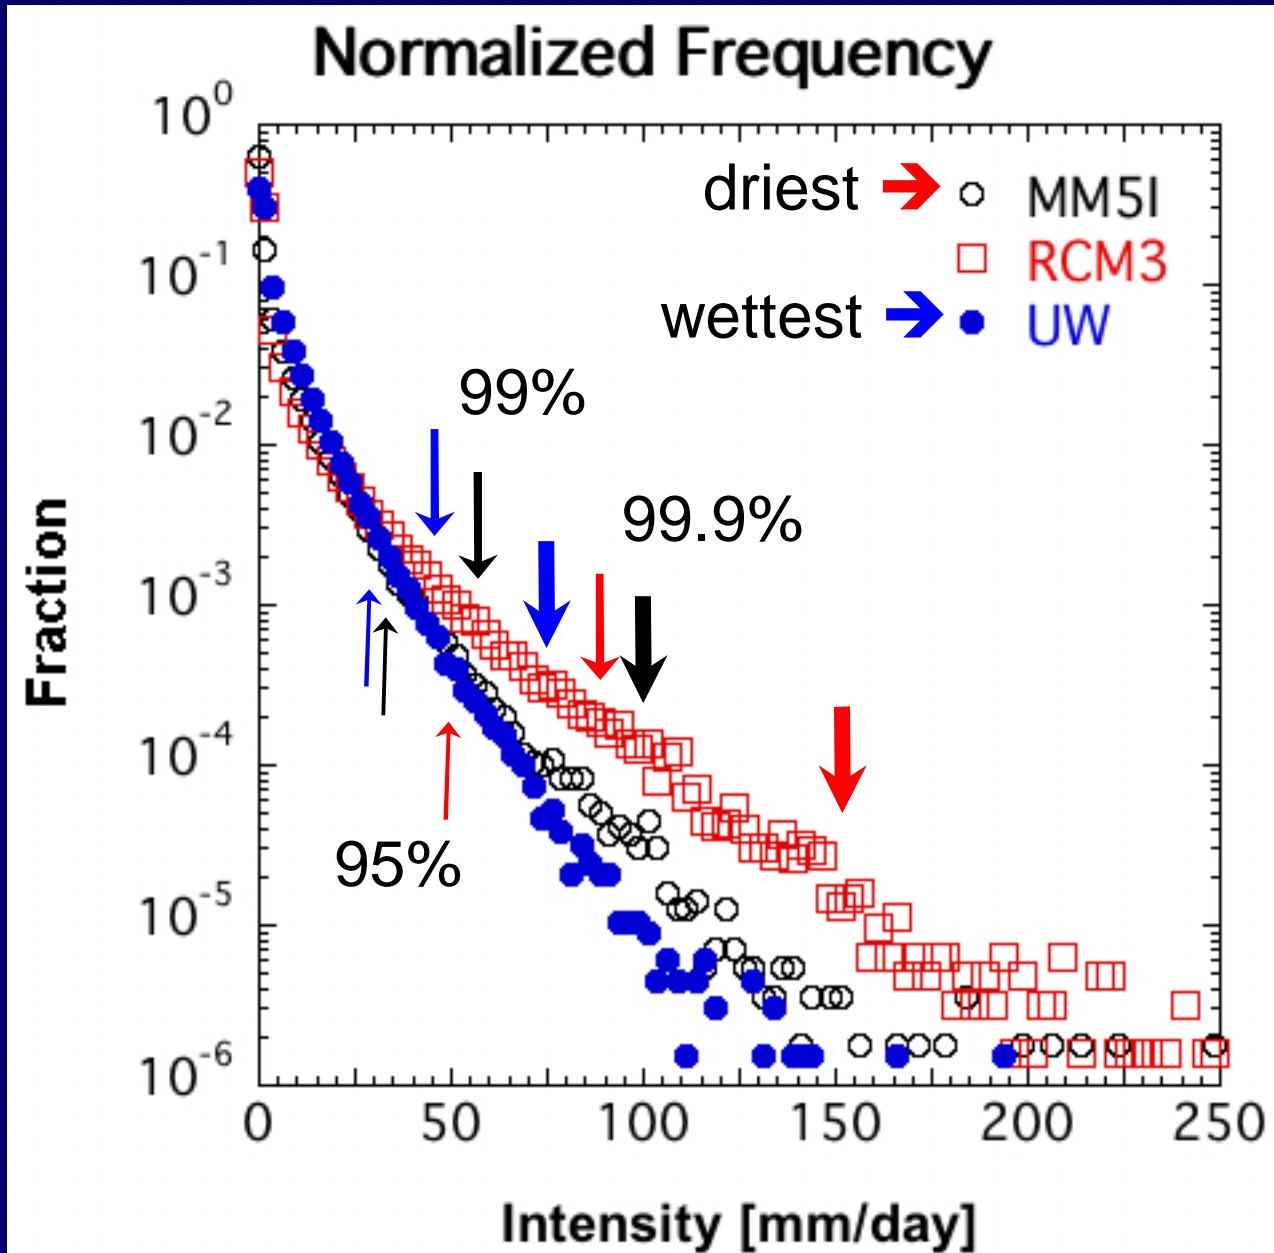 Normalized Frequency
10^0
10^-1
10^-2
10^-3
10^-4
10^-5
10^-6
Fraction
driest
MM5I
RCM3
wettest
UW
99%
99.9%
95%
0 50 100 150 200 250
Intensity [mm/day]